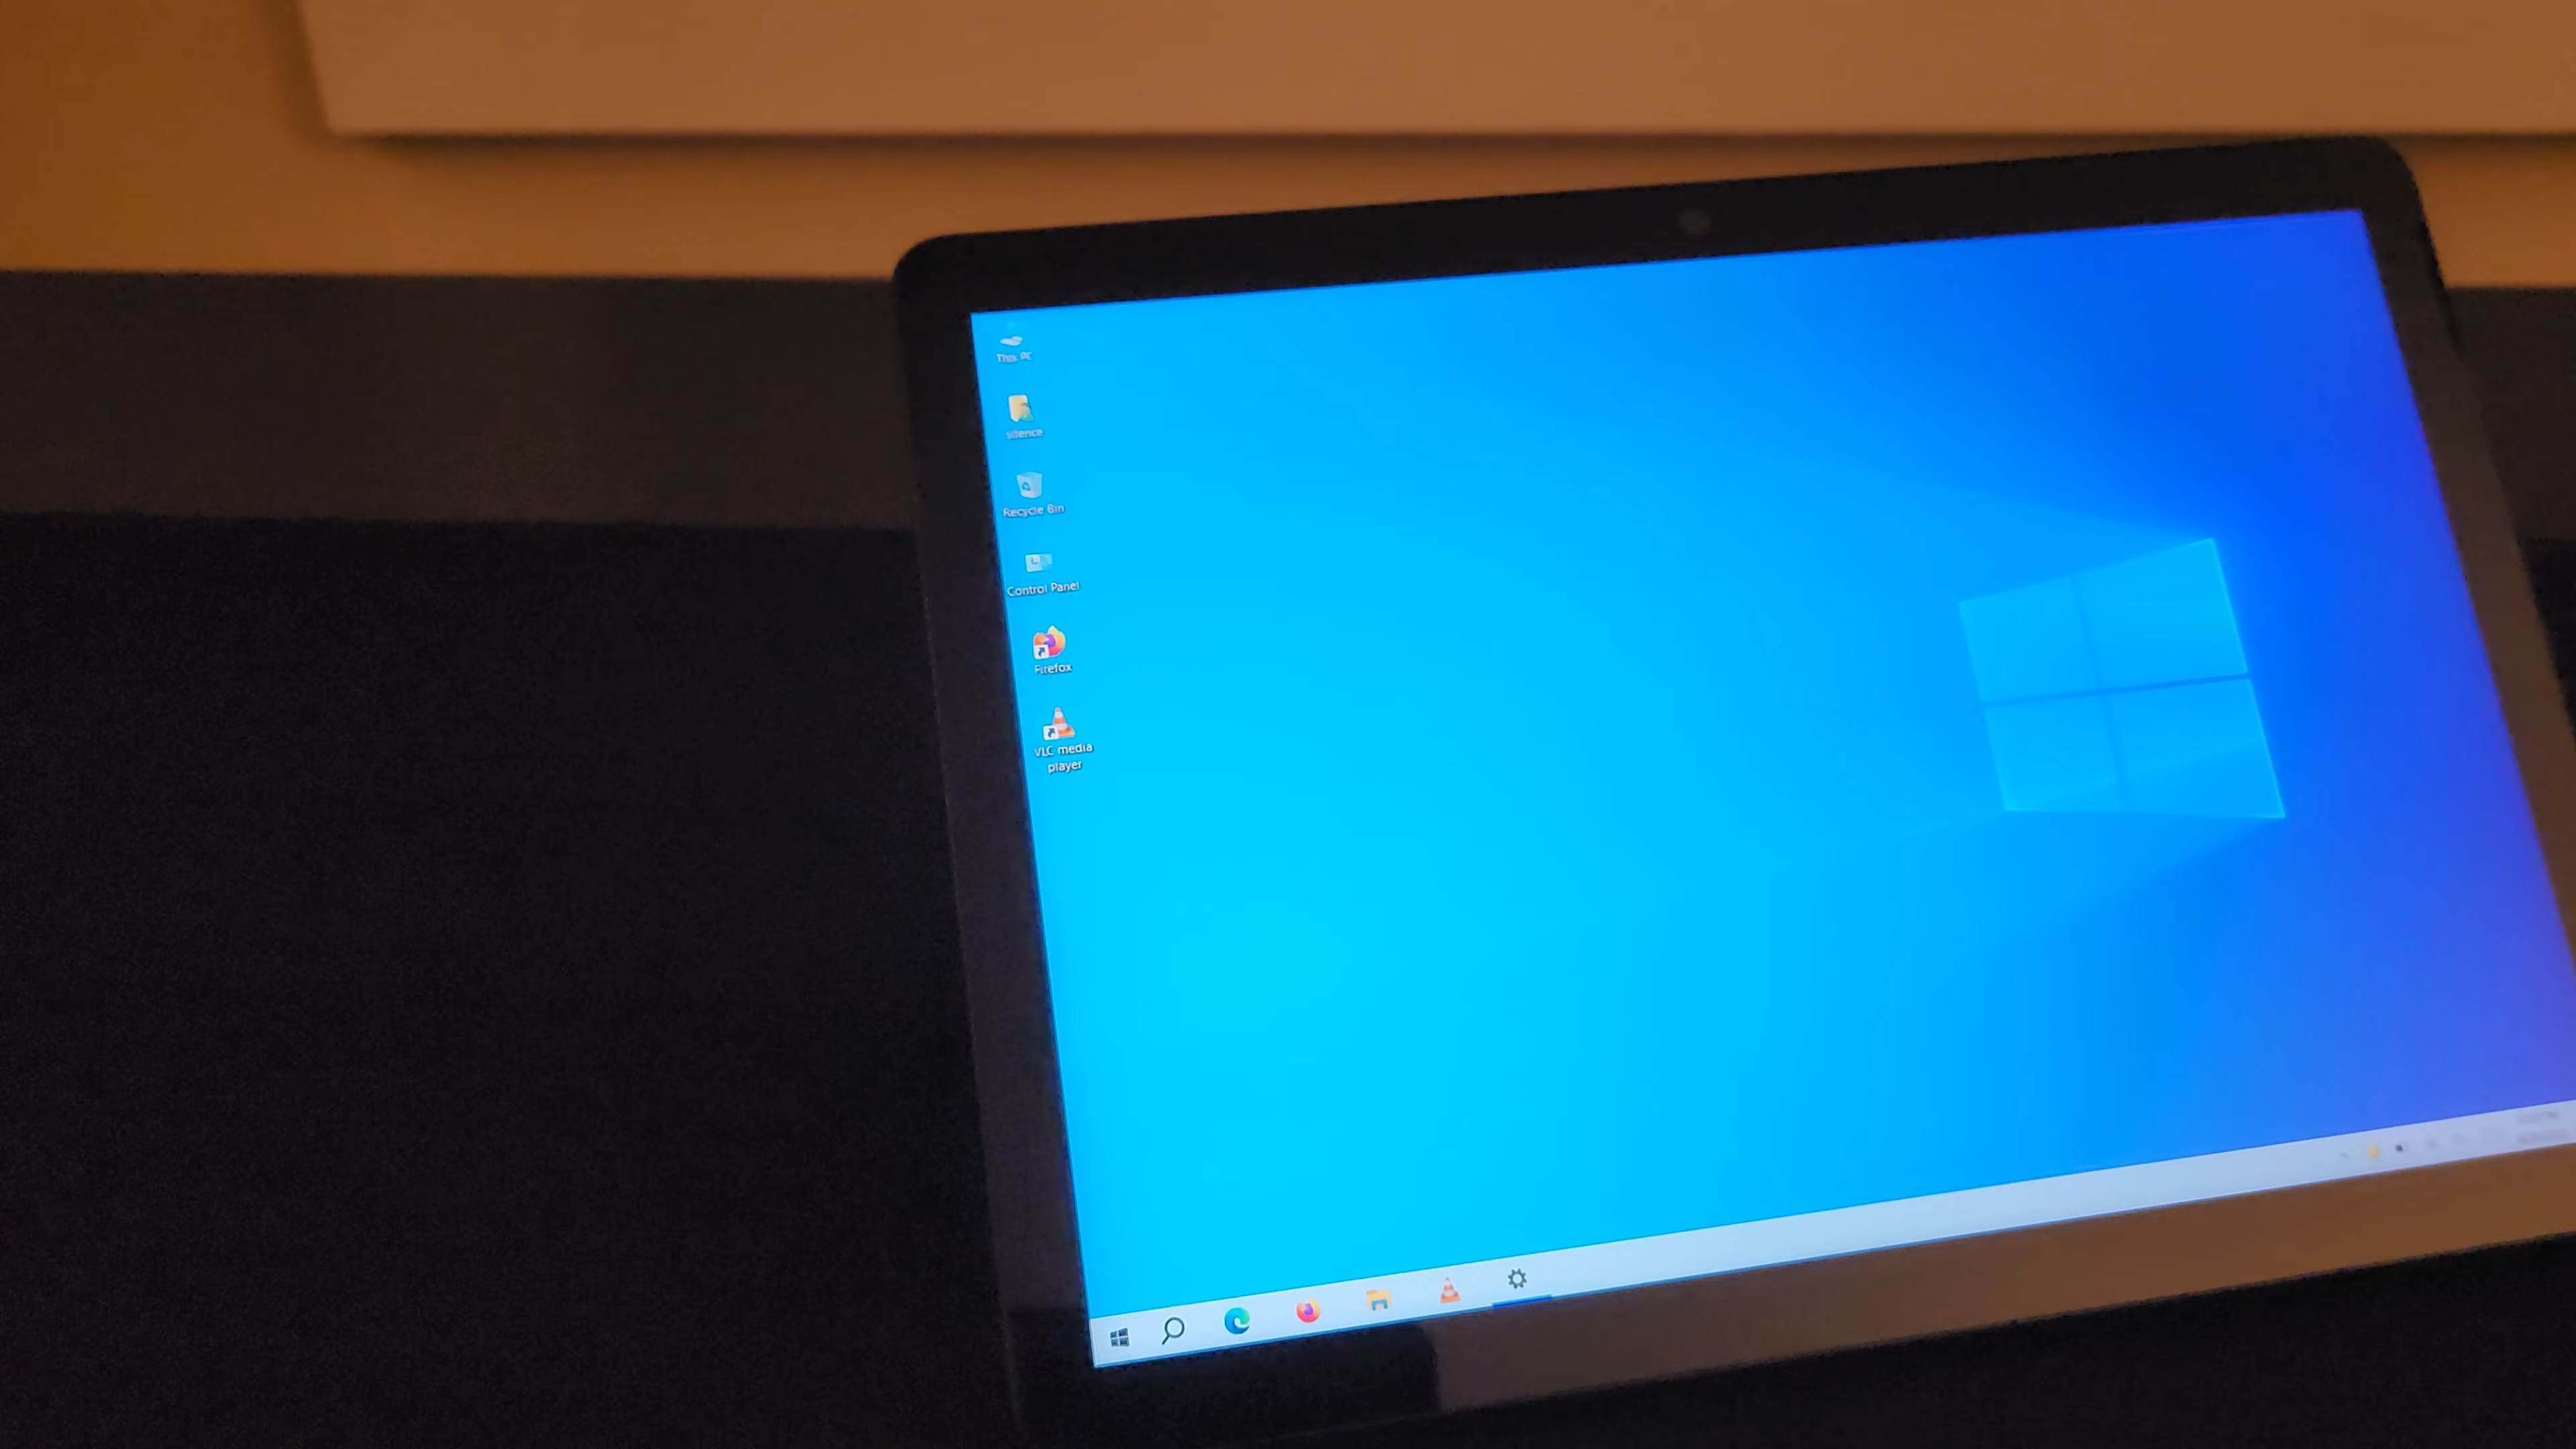 This PC
silence
Recycle Bin
Control Panel
Firefox
VLC media
player